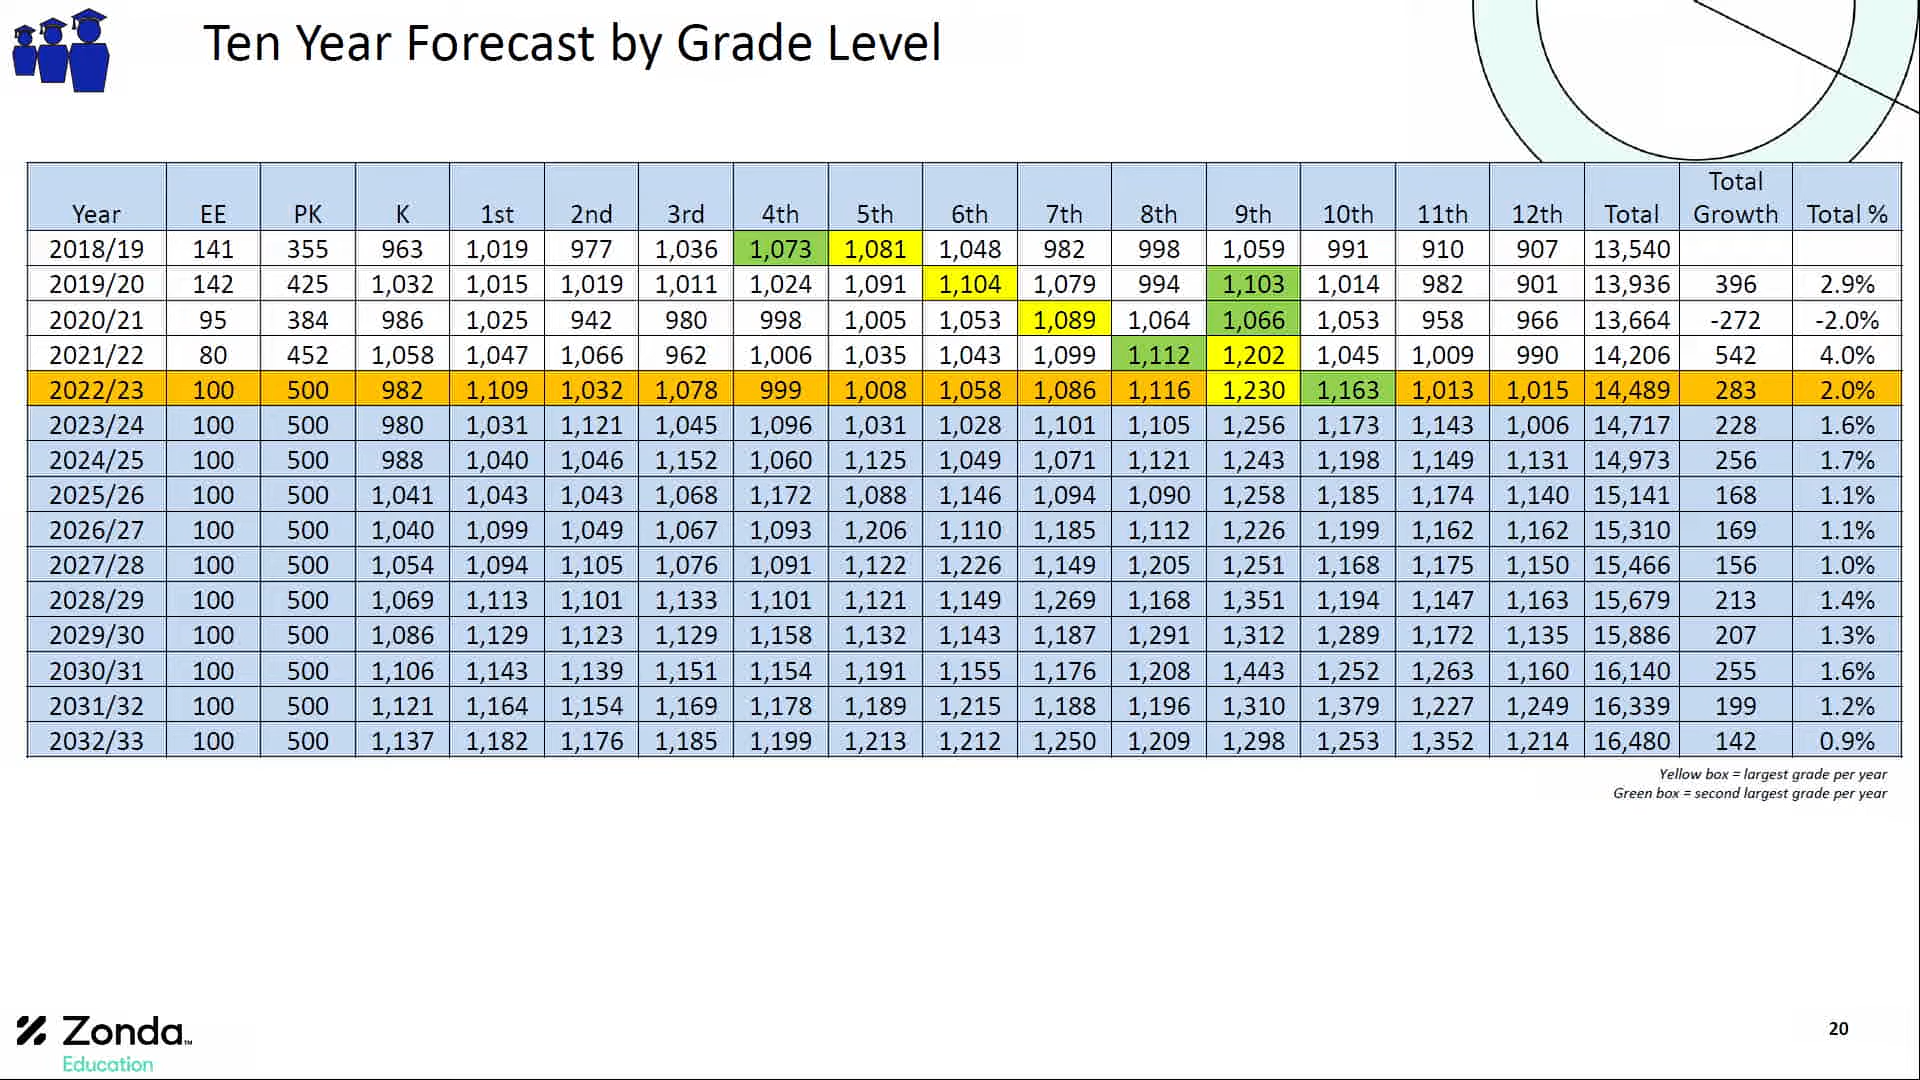 Ten Year Forecast by Grade Level
Total
Year EE PK K 1st 2nd 3rd 4th 5th 6th 7th 8th 9th 10th 11th 12th Total Growth Total %
2018/19 141 355 963 1,019 977 1,036 1,073 1,081 1,048 982 998 1,059 991 910 907 13,540
2019/20 142 425 1,032 1,015 1,019 1,011 1,024 1,091 1,104 1,079 994 1,103 1,014 982 901 13,936 396 2.9%
2020/21 95 384 986 1,025 942 980 998 1,005 1,053 1,089 1,064 1,066 1,053 958 966 13,664 -272 -2.0%
2021/22 80 452 1,058 1,047 1,066 962 1,006 1,035 1,043 1,099 1,112 1,202 1,045 1,009 990 14,206 542 4.0%
2022/23 100 500 982 1,109 1,032 1,078 999 1,008 1,058 1,086 1,116 1,230 1,163 1,013 1,015 14,489 283 2.0%
2023/24 100 500 980 1,031 1,121 1,045 1,096 1,031 1,028 1,101 1,105 1,256 1,173 1,143 1,006 14,717 228 1.6%
2024/25 100 500 988 1,040 1,046 1,152 1,060 1,125 1,049 1,071 1,121 1,243 1,198 1,149 1,131 14,973 256 1.7%
2025/26 100 500 1,041 1,043 1,043 1,068 1,172 1,088 1,146 1,094 1,090 1,258 1,185 1,174 1,140 15,141 168 1.1%
2026/27 100 500 1,040 1,099 1,049 1,067 1,093 1,206 1,110 1,185 1,112 1,226 1,199 1,162 1,162 15,310 169 1.1%
2027/28 100 500 1,054 1,094 1,105 1,076 1,091 1,122 1,226 1,149 1,205 1,251 1,168 1,175 1,150 15,466 156 1.0%
2028/29 100 500 1,069 1,113 1,101 1,133 1,101 1,121 1,149 1,269 1,168 1,351 1,194 1,147 1,163 15,679 213 1.4%
2029/30 100 500 1,086 1,129 1,123 1,129 1,158 1,132 1,143 1,187 1,291 1,312 1,289 1,172 1,135 15,886 207 1.3%
2030/31 100 500 1,106 1,143 1,139 1,151 1,154 1,191 1,155 1,176 1,208 1,443 1,252 1,263 1,160 16,140 255 1.6%
2031/32 100 500 1,121 1,164 1,154 1,169 1,178 1,189 1,215 1,188 1,196 1,310 1,379 1,227 1,249 16,339 199 1.2%
2032/33 100 500 1,137 1,182 1,176 1,185 1,199 1,213 1,212 1,250 1,209 1,298 1,253 1,352 1,214 16,480 142 0.9%
Yellow box = largest grade per year
Green box = second largest grade per year
Zonda™
Education
20